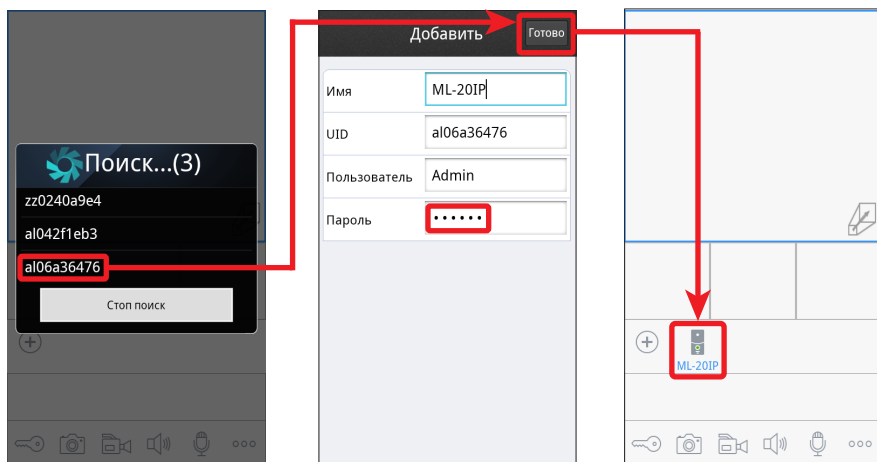 Поиск...(3)
zz0240a9e4
al042f1eb3
al06a36476
Стоп поиск
Добавить
Готово
Имя
ML-20IP
UID
al06a36476
Пользователь
Admin
Пароль
••••••
ML-20IP